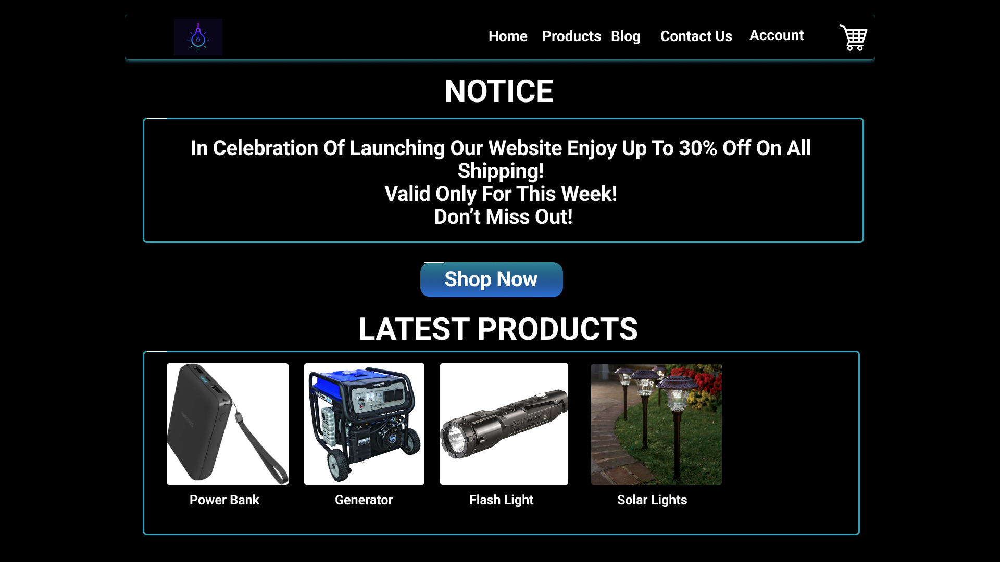 Home Products Blog Contact Us Account
NOTICE
In Celebration Of Launching Our Website Enjoy Up To 30% Off On All
Shipping!
Valid Only For This Week!
Don’t Miss Out!
Shop Now
LATEST PRODUCTS
Power Bank Generator Flash Light Solar Lights